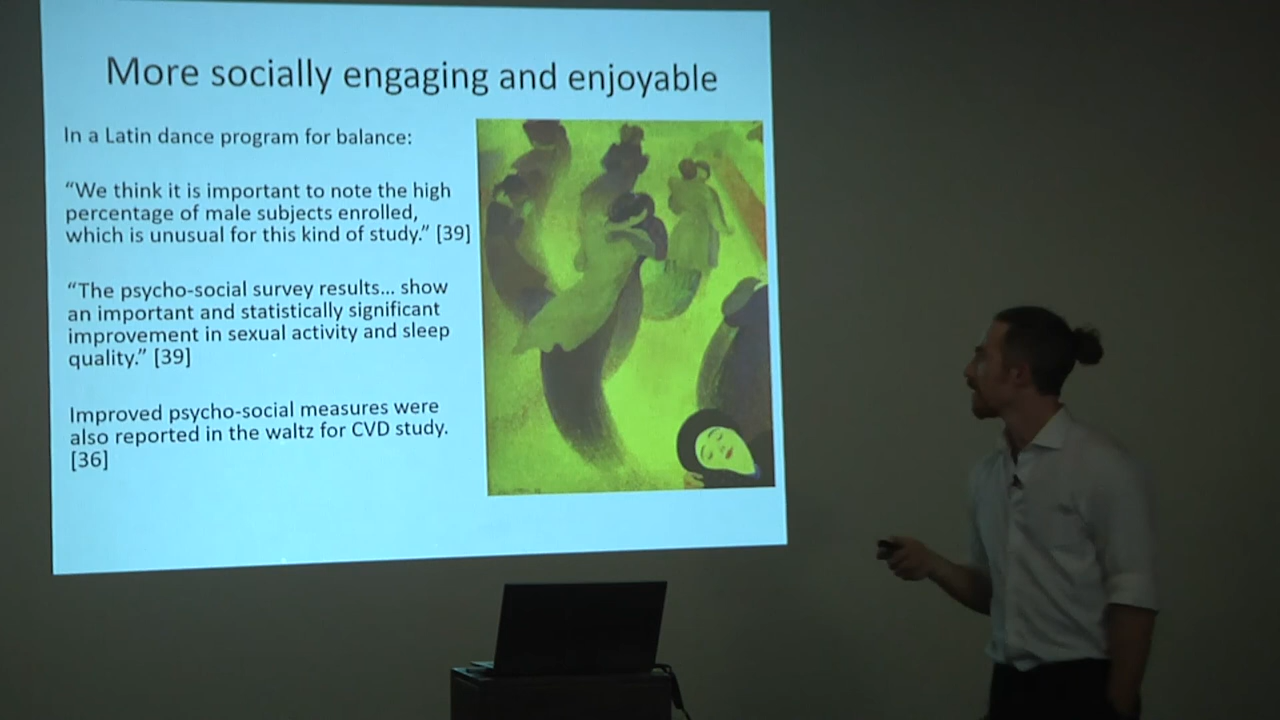 More socially engaging and enjoyable
In a Latin dance program for balance:
“We think it is important to note the high
percentage of male subjects enrolled,
which is unusual for this kind of study.” [39]
“The psycho-social survey results... show
an important and statistically significant
improvement in sexual activity and sleep
quality.” [39]
Improved psycho-social measures were
also reported in the waltz for CVD study.
[36]